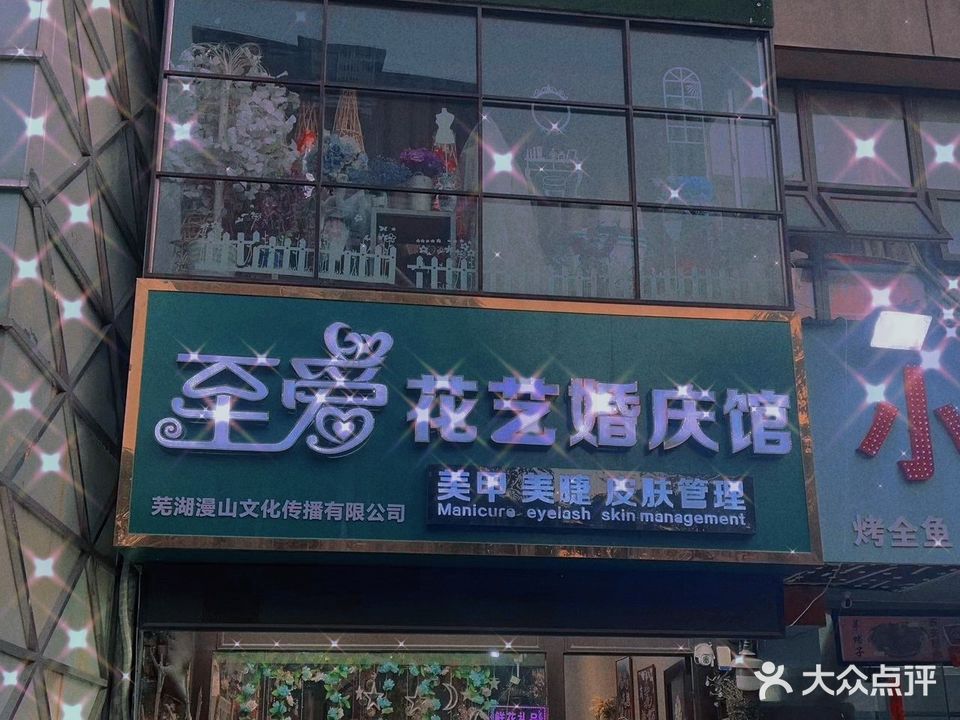 至爱花艺婚庆馆
美甲 美睫 皮肤管理
Manicure eyelash skin management
芜湖漫山文化传播有限公司
小
烤全鱼
大众点评